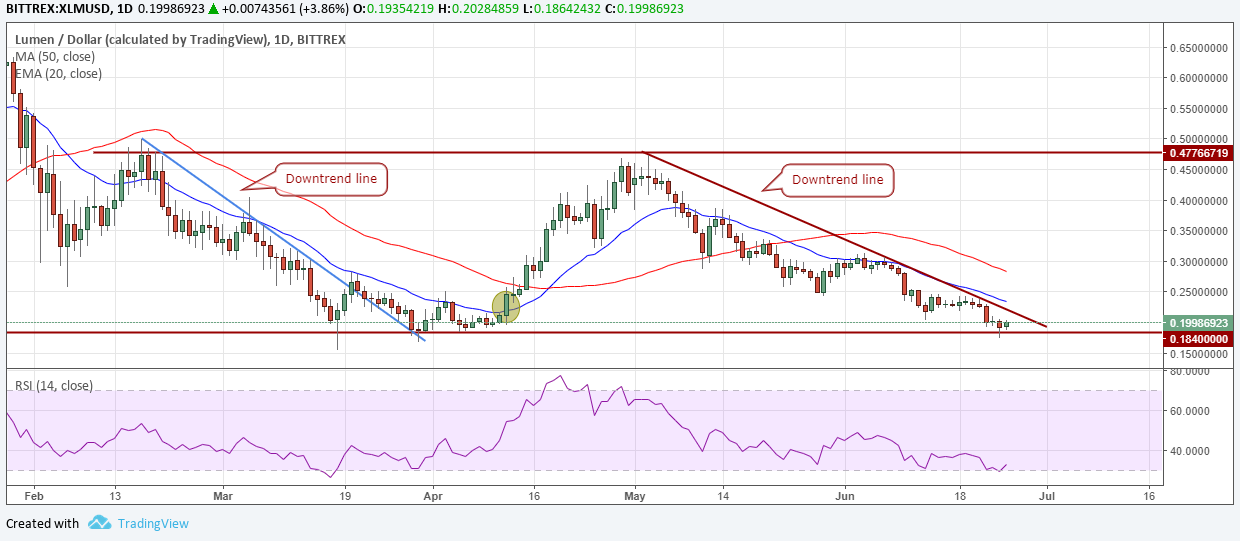 BITTREX:XLMUSD, 1D 0.19986923 ▲ +0.00743561 (+3.86%) O:0.19354219 H:0.20284859 L:0.18642432 C:0.19986923
Lumen / Dollar (calculated by TradingView), 1D, BITTREX
MA (50, close)
EMA (20, close)
0.65000000
0.60000000
0.55000000
0.50000000
0.47766719
0.45000000
0.40000000
0.35000000
0.30000000
0.25000000
0.19986923
0.18400000
0.15000000
Downtrend line
Downtrend line
RSI (14, close)
80.0000
60.0000
40.0000
Feb 13 Mar 19 Apr 16 May 14 Jun 18 Jul 16
Created with TradingView